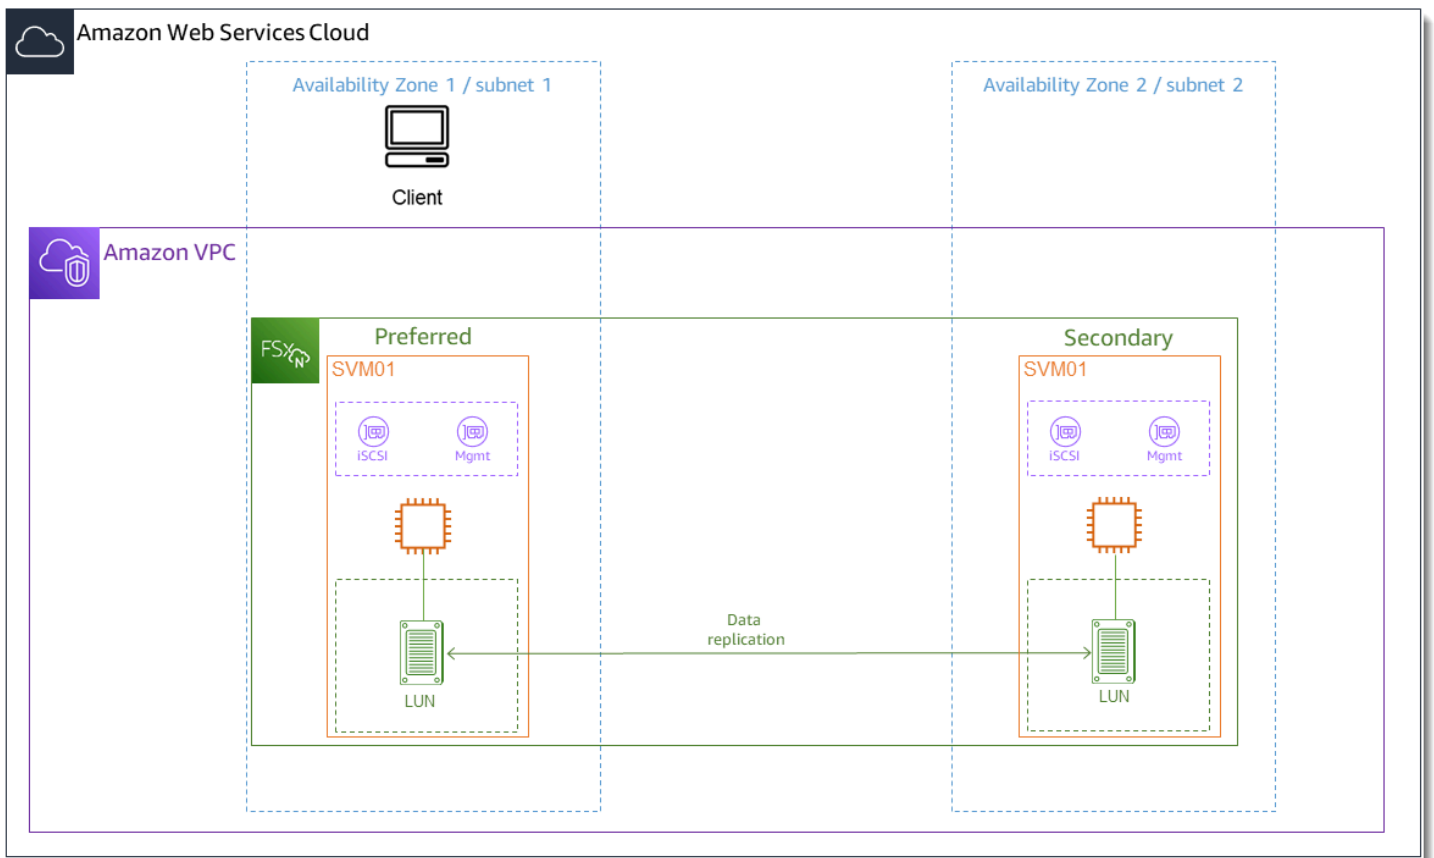 Amazon Web Services Cloud
Availability Zone 1 / subnet 1
Availability Zone 2 / subnet 2
Client
Amazon VPC
FSx
N
Preferred
Secondary
SVM01
SVM01
iSCSI
Mgmt
iSCSI
Mgmt
Data
replication
LUN
LUN